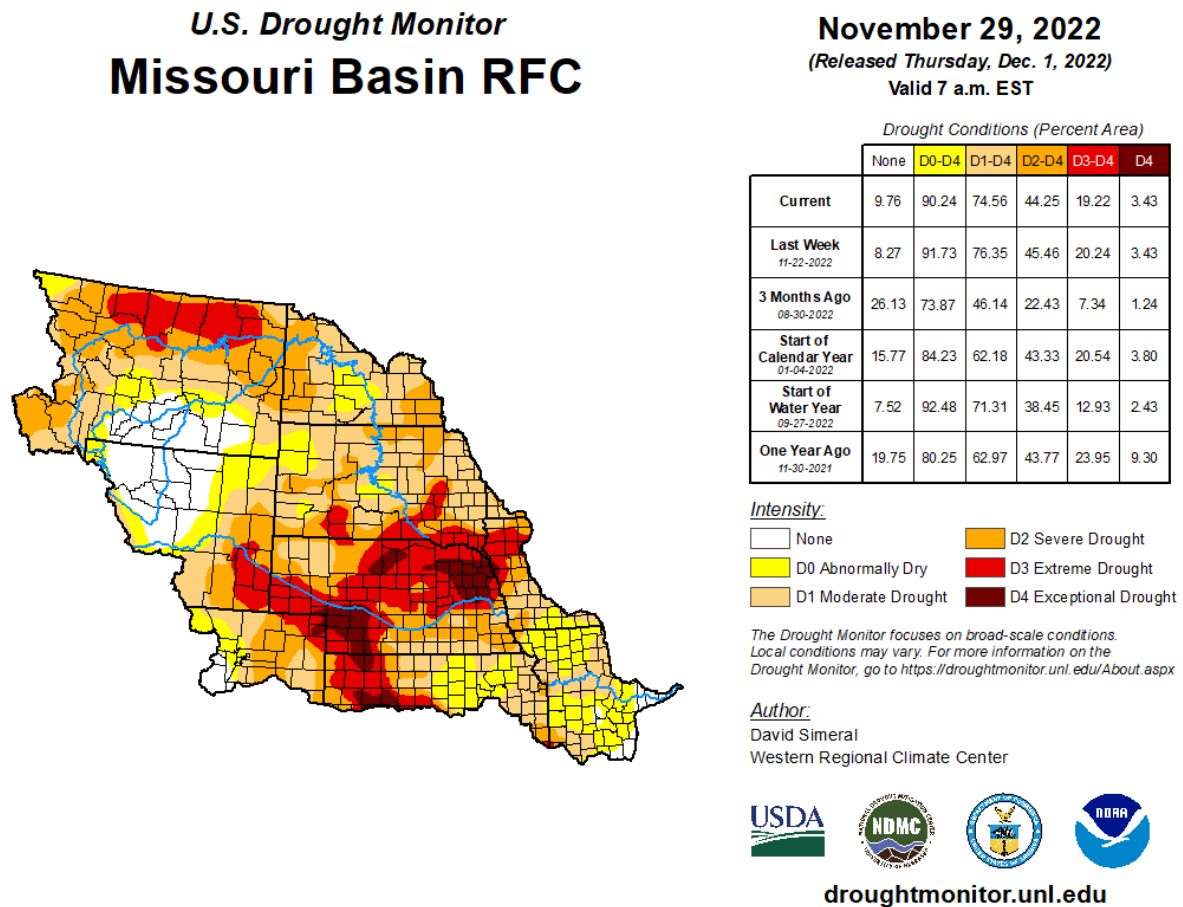 U.S. Drought Monitor
Missouri Basin RFC
November 29, 2022
(Released Thursday, Dec. 1, 2022)
Valid 7 a.m. EST
Drought Conditions (Percent Area)
None D0-D4 D1-D4 D2-D4 D3-D4 D4
Current 9.76 90.24 74.56 44.25 19.22 3.43
Last Week
11-22-2022
8.27 91.73 76.35 45.46 20.24 3.43
3 Months Ago
08-30-2022
26.13 73.87 46.14 22.43 7.34 1.24
Start of
Calendar Year
01-04-2022
15.77 84.23 62.18 43.33 20.54 3.80
Start of
Water Year
09-27-2022
7.52 92.48 71.31 38.45 12.93 2.43
One Year Ago
11-30-2021
19.75 80.25 62.97 43.77 23.95 9.30
Intensity:
None
D0 Abnormally Dry
D1 Moderate Drought
D2 Severe Drought
D3 Extreme Drought
D4 Exceptional Drought
The Drought Monitor focuses on broad-scale conditions.
Local conditions may vary. For more information on the
Drought Monitor, go to https://droughtmonitor.unl.edu/About.aspx
Author:
David Simeral
Western Regional Climate Center
USDA
NDMC
NOAA
droughtmonitor.unl.edu